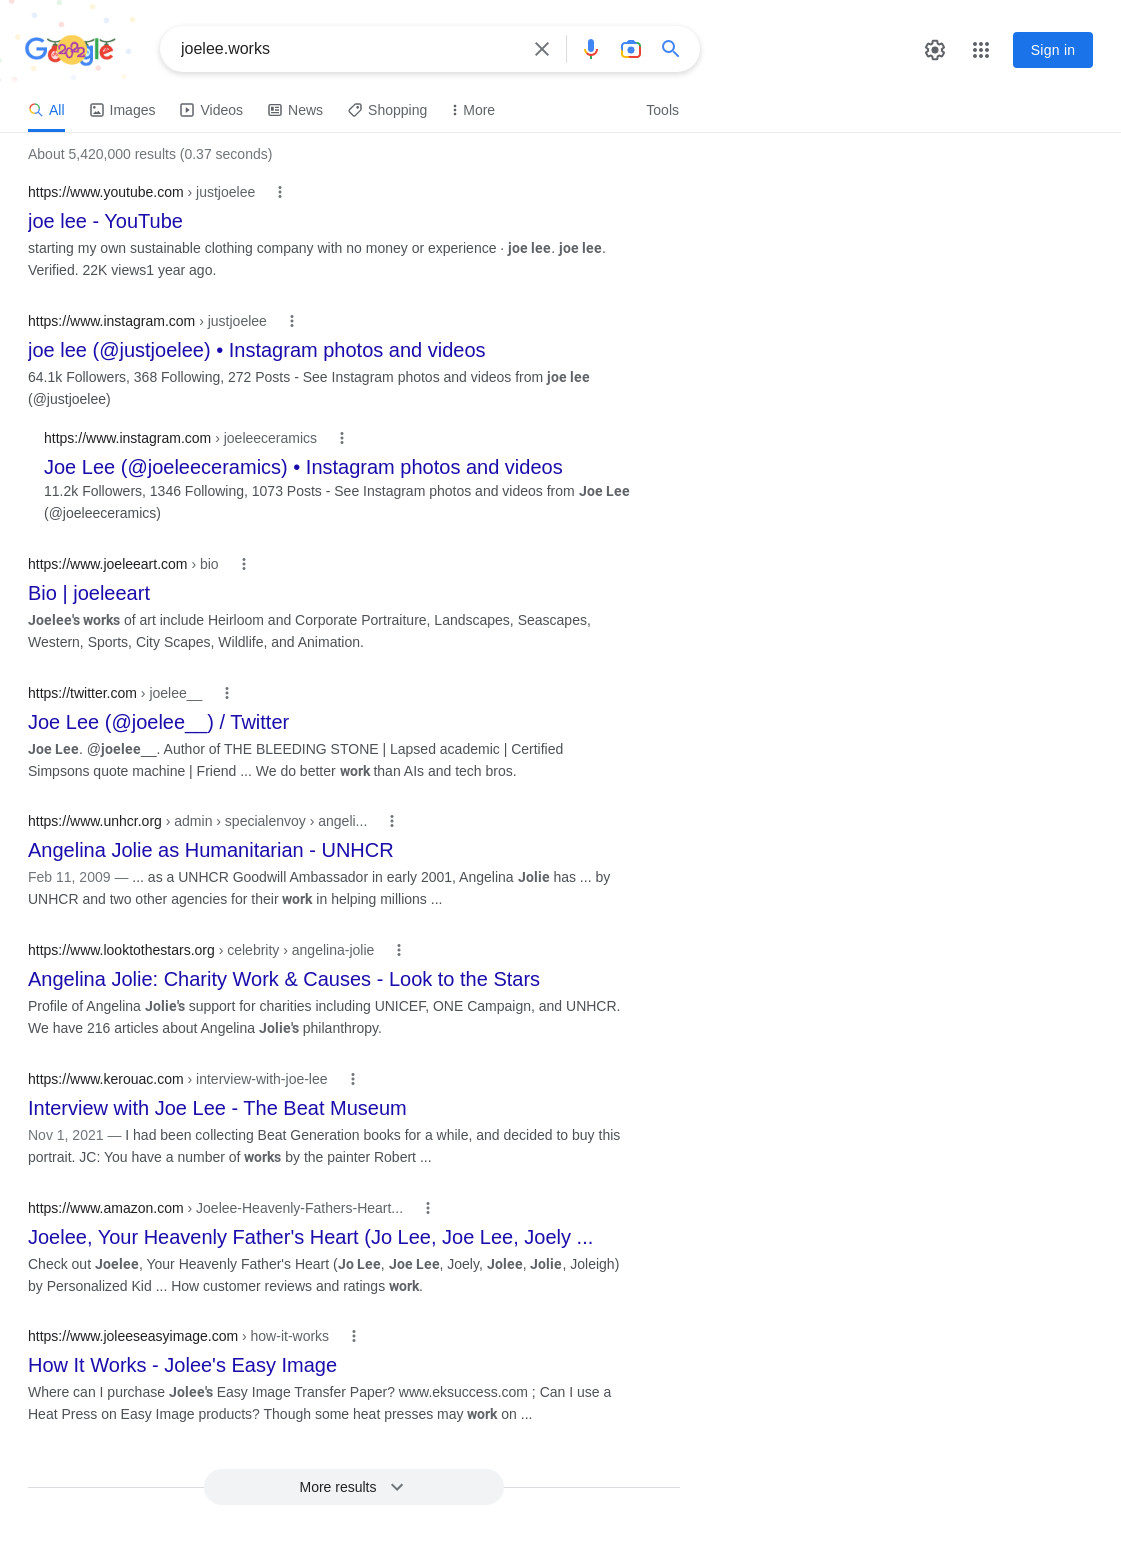 Google
joelee.works
Sign in
All Images Videos News Shopping More Tools
About 5,420,000 results (0.37 seconds)
https://www.youtube.com › justjoelee
joe lee - YouTube
starting my own sustainable clothing company with no money or experience · joe lee. joe lee.
Verified. 22K views1 year ago.
https://www.instagram.com › justjoelee
joe lee (@justjoelee) • Instagram photos and videos
64.1k Followers, 368 Following, 272 Posts - See Instagram photos and videos from joe lee
(@justjoelee)
https://www.instagram.com › joeleeceramics
Joe Lee (@joeleeceramics) • Instagram photos and videos
11.2k Followers, 1346 Following, 1073 Posts - See Instagram photos and videos from Joe Lee
(@joeleeceramics)
https://www.joeleeart.com › bio
Bio | joeleeart
Joelee's works of art include Heirloom and Corporate Portraiture, Landscapes, Seascapes,
Western, Sports, City Scapes, Wildlife, and Animation.
https://twitter.com › joelee__
Joe Lee (@joelee__) / Twitter
Joe Lee. @joelee__. Author of THE BLEEDING STONE | Lapsed academic | Certified
Simpsons quote machine | Friend ... We do better work than AIs and tech bros.
https://www.unhcr.org › admin › specialenvoy › angeli...
Angelina Jolie as Humanitarian - UNHCR
Feb 11, 2009 — ... as a UNHCR Goodwill Ambassador in early 2001, Angelina Jolie has ... by
UNHCR and two other agencies for their work in helping millions ...
https://www.looktothestars.org › celebrity › angelina-jolie
Angelina Jolie: Charity Work & Causes - Look to the Stars
Profile of Angelina Jolie's support for charities including UNICEF, ONE Campaign, and UNHCR.
We have 216 articles about Angelina Jolie's philanthropy.
https://www.kerouac.com › interview-with-joe-lee
Interview with Joe Lee - The Beat Museum
Nov 1, 2021 — I had been collecting Beat Generation books for a while, and decided to buy this
portrait. JC: You have a number of works by the painter Robert ...
https://www.amazon.com › Joelee-Heavenly-Fathers-Heart...
Joelee, Your Heavenly Father's Heart (Jo Lee, Joe Lee, Joely ...
Check out Joelee, Your Heavenly Father's Heart (Jo Lee, Joe Lee, Joely, Jolee, Jolie, Joleigh)
by Personalized Kid ... How customer reviews and ratings work.
https://www.joleeseasyimage.com › how-it-works
How It Works - Jolee's Easy Image
Where can I purchase Jolee's Easy Image Transfer Paper? www.eksuccess.com ; Can I use a
Heat Press on Easy Image products? Though some heat presses may work on ...
More results